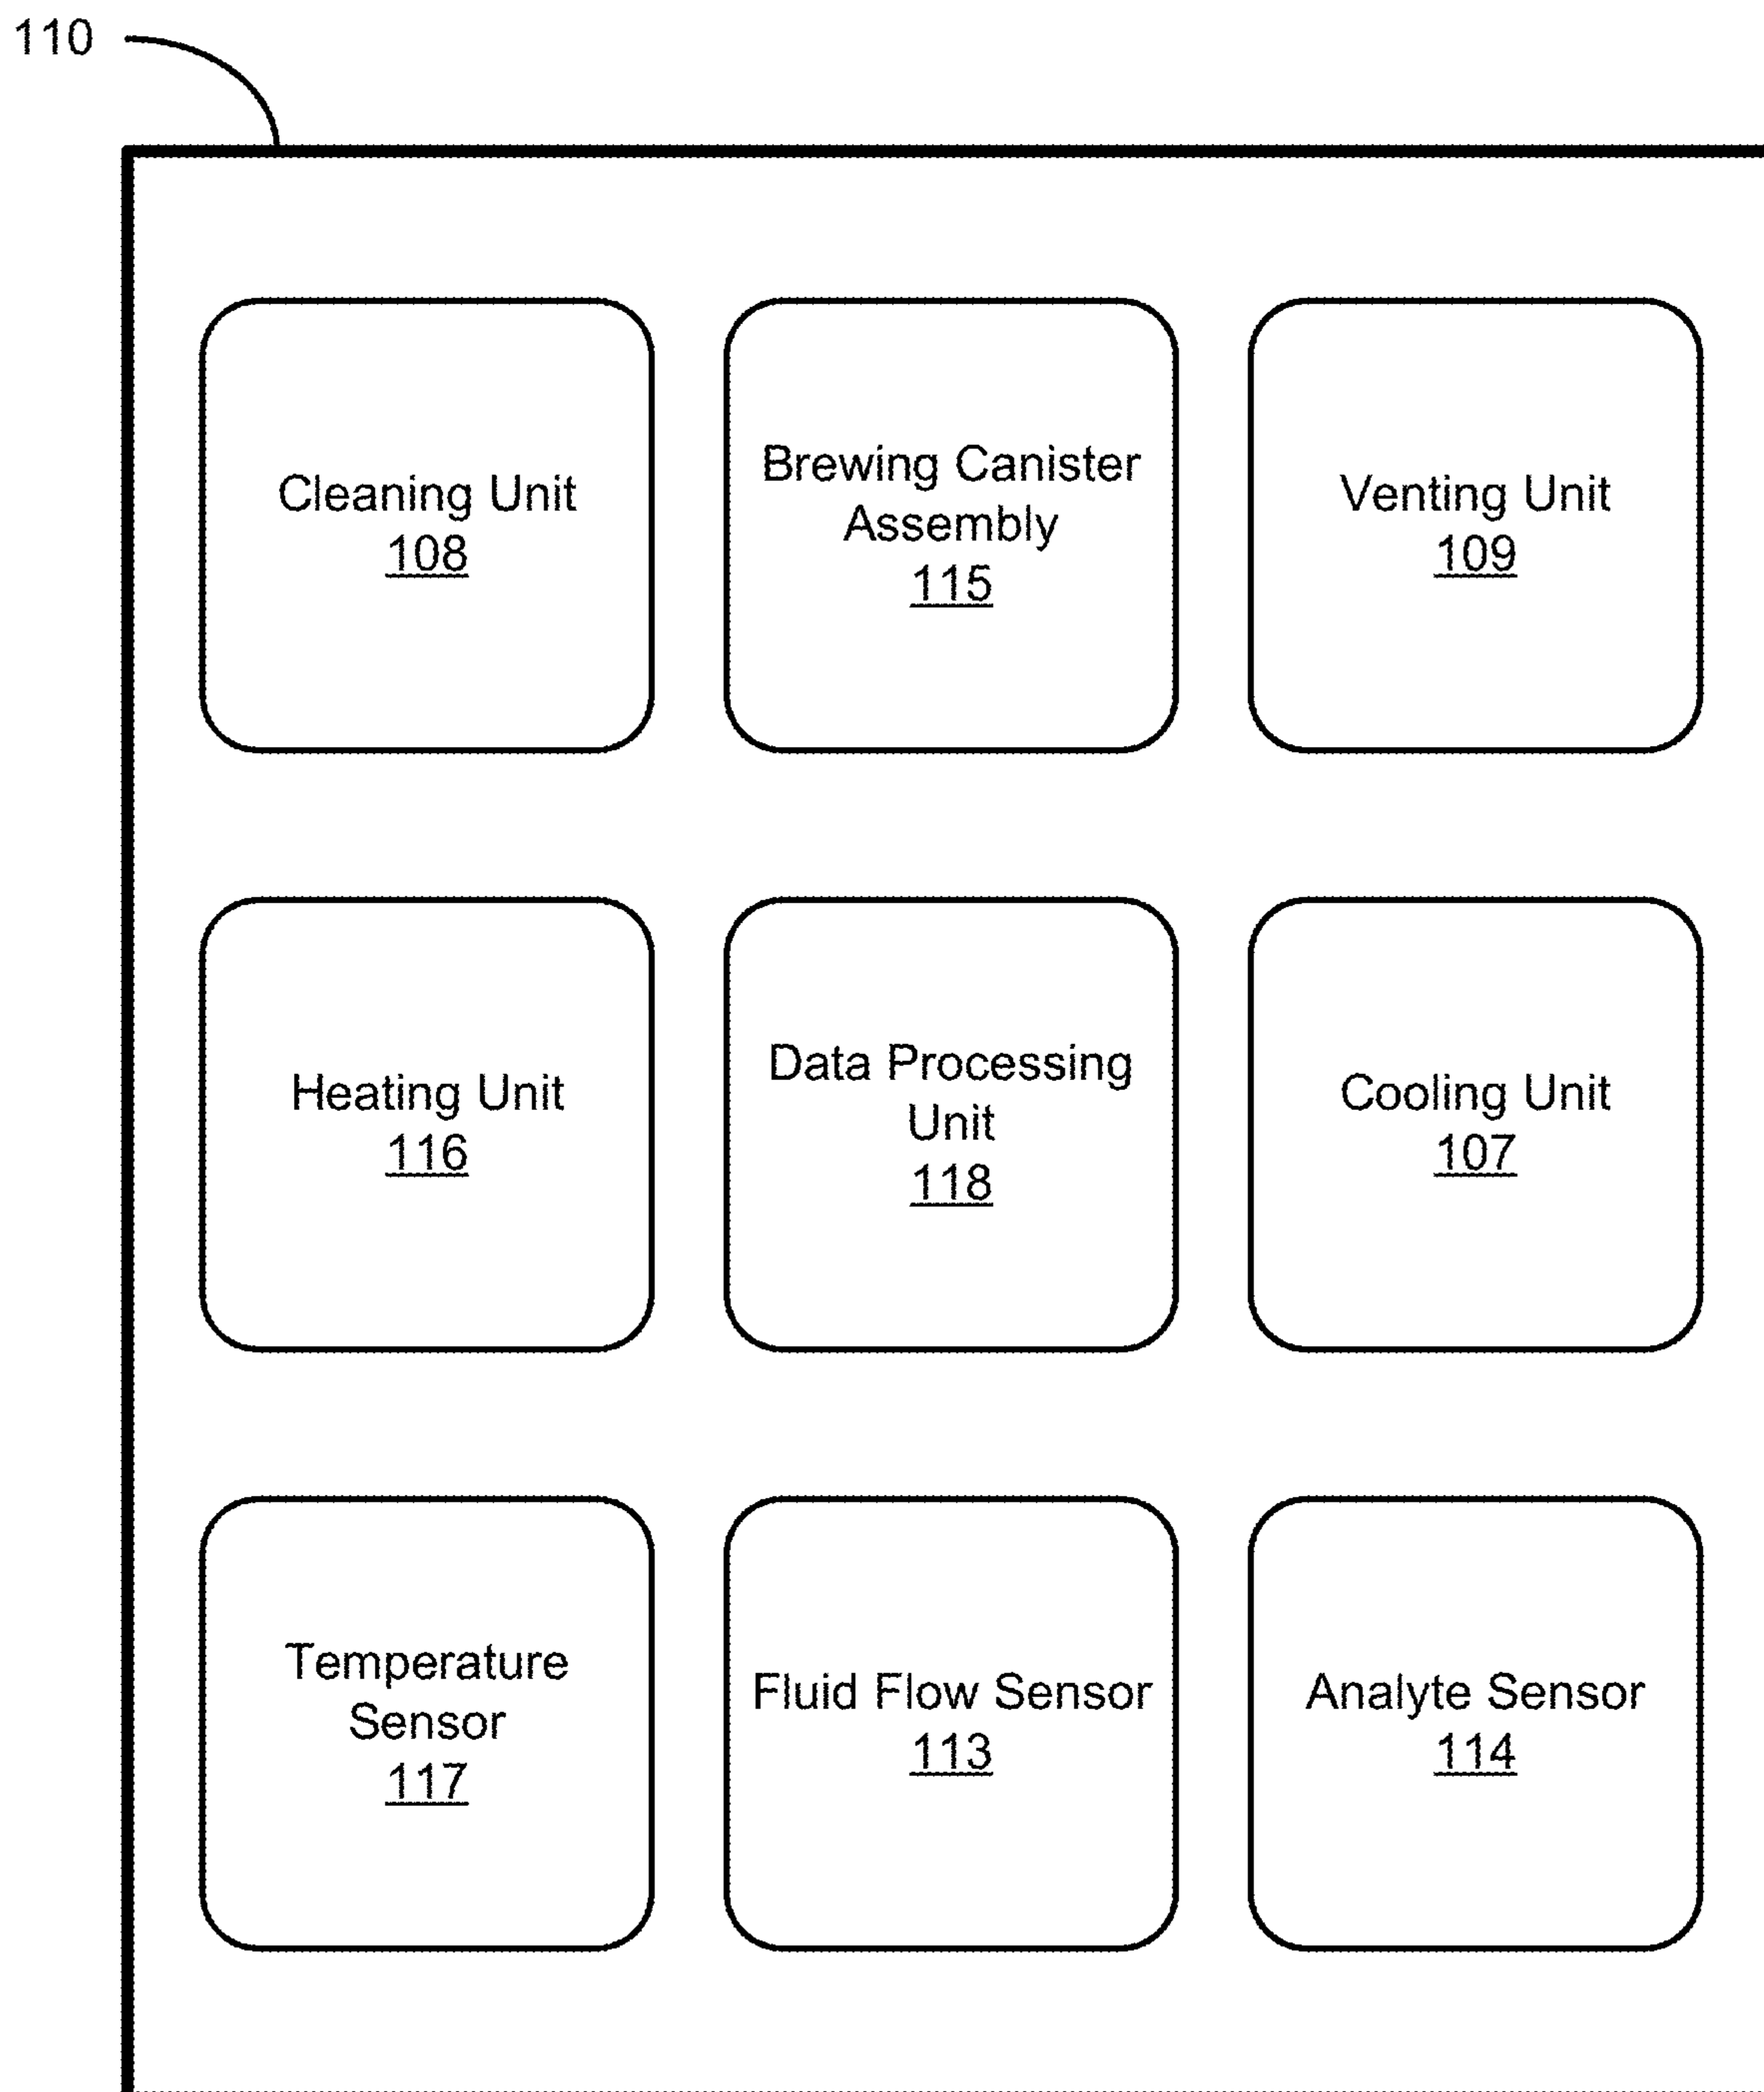 110
Cleaning Unit
108
Brewing Canister
Assembly
115
Venting Unit
109
Heating Unit
116
Data Processing
Unit
118
Cooling Unit
107
Temperature
Sensor
117
Fluid Flow Sensor
113
Analyte Sensor
114